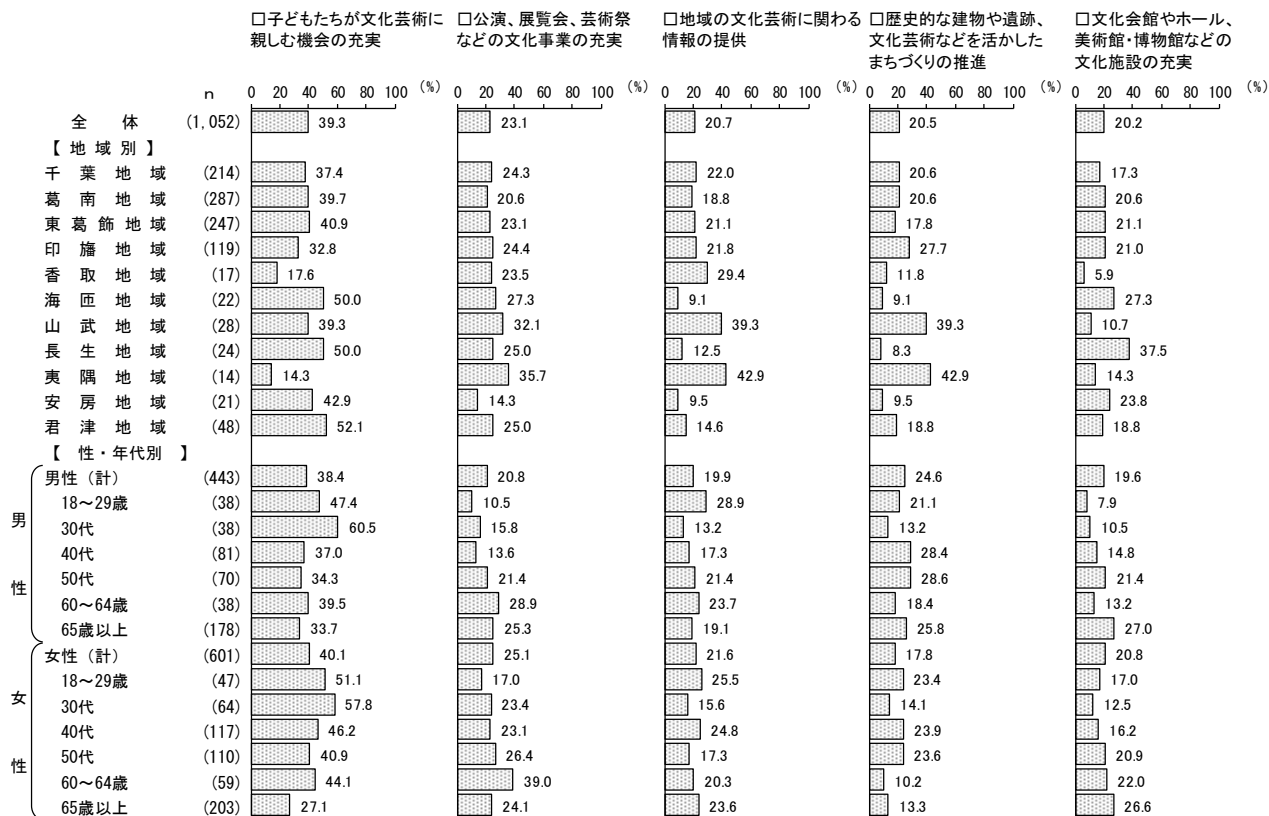 □子どもたちが文化芸術に
親しむ機会の充実
□公演、展覧会、芸術祭
などの文化事業の充実
□地域の文化芸術に関わる
情報の提供
□歴史的な建物や遺跡、
文化芸術などを活かした
まちづくりの推進
□文化会館やホール、
美術館・博物館などの
文化施設の充実
n 0 20 40 60 80 100 (%) 0 20 40 60 80 100 (%) 0 20 40 60 80 100 (%) 0 20 40 60 80 100 (%) 0 20 40 60 80 100 (%)
全体 (1,052) 39.3 23.1 20.7 20.5 20.2
【地域別】
千葉地域 (214) 37.4 24.3 22.0 20.6 17.3
葛南地域 (287) 39.7 20.6 18.8 20.6 20.6
東葛飾地域 (247) 40.9 23.1 21.1 17.8 21.1
印旛地域 (119) 32.8 24.4 21.8 27.7 21.0
香取地域 (17) 17.6 23.5 29.4 11.8 5.9
海匝地域 (22) 50.0 27.3 9.1 9.1 27.3
山武地域 (28) 39.3 32.1 39.3 39.3 10.7
長生地域 (24) 50.0 25.0 12.5 8.3 37.5
夷隅地域 (14) 14.3 35.7 42.9 42.9 14.3
安房地域 (21) 42.9 14.3 9.5 9.5 23.8
君津地域 (48) 52.1 25.0 14.6 18.8 18.8
【性・年代別】
男性
男性(計) (443) 38.4 20.8 19.9 24.6 19.6
18～29歳 (38) 47.4 10.5 28.9 21.1 7.9
30代 (38) 60.5 15.8 13.2 13.2 10.5
40代 (81) 37.0 13.6 17.3 28.4 14.8
50代 (70) 34.3 21.4 21.4 28.6 21.4
60～64歳 (38) 39.5 28.9 23.7 18.4 13.2
65歳以上 (178) 33.7 25.3 19.1 25.8 27.0
女性
女性(計) (601) 40.1 25.1 21.6 17.8 20.8
18～29歳 (47) 51.1 17.0 25.5 23.4 17.0
30代 (64) 57.8 23.4 15.6 14.1 12.5
40代 (117) 46.2 23.1 24.8 23.9 16.2
50代 (110) 40.9 26.4 17.3 23.6 20.9
60～64歳 (59) 44.1 39.0 20.3 10.2 22.0
65歳以上 (203) 27.1 24.1 23.6 13.3 26.6